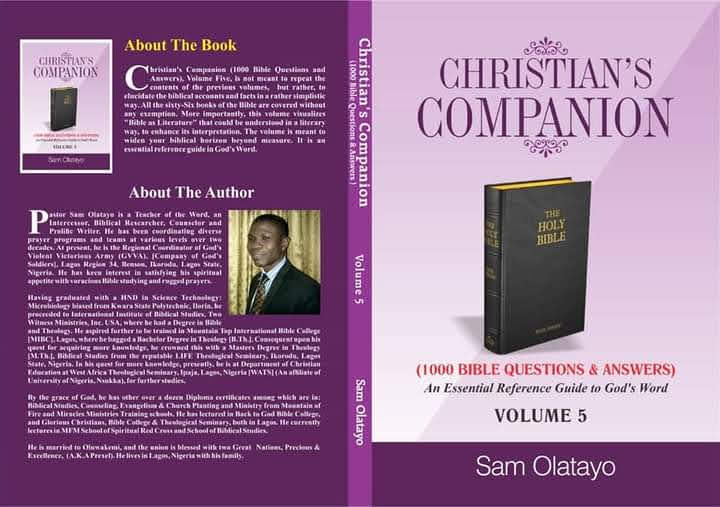 CHRISTIAN'S
COMPANION
(1000 BIBLE QUESTIONS & ANSWERS)
An Essential Reference Guide to God's Word
VOLUME 5
Sam Olatayo
About The Book
Christian's Companion (1000 Bible Questions and
Answers), Volume Five, is not meant to repeat the
contents of the previous volumes, but rather, to
elucidate the biblical accounts and facts in a rather simplistic
way. All the sixty-Six books of the Bible are covered without
any exemption. More importantly, this volume visualizes
"Bible as Literature" that could be understood in a literary
way, to enhance its interpretation. The volume is meant to
widen your biblical horizon beyond measure. It is an
essential reference guide in God's Word.
About The Author
Pastor Sam Olatayo is a Teacher of the Word, an
Intercessor, Biblical Researcher, Counselor and
Prolific Writer. He has been coordinating diverse
prayer programs and teams at various levels over two
decades. At present, he is the Regional Coordinator of God's
Violent Victorious Army (GVVA), [Company of God's
Soldiers], Lagos Region 34, Benson, Ikorodu, Lagos State,
Nigeria. He has keen interest in satisfying his spiritual
appetite with voracious Bible studying and rugged prayers.
Having graduated with a HND in Science Technology:
Microbiology biased from Kwara State Polytechnic, Ilorin, he
proceeded to International Institute of Biblical Studies, Two
Witness Ministries, Inc. USA, where he had a Degree in Bible
and Theology. He aspired further to be trained in Mountain Top International Bible College
[MIBC], Lagos, where he bagged a Bachelor Degree in Theology [B.Th.]. Consequent upon his
quest for acquiring more knowledge, he crowned this with a Masters Degree in Theology
[M.Th.], Biblical Studies from the reputable LIFE Theological Seminary, Ikorodu, Lagos
State, Nigeria. In his quest for more knowledge, presently, he is at Department of Christian
Education at West Africa Theological Seminary, Ipaja, Lagos, Nigeria [WATS] (An affiliate of
University of Nigeria, Nsukka), for further studies.
By the grace of God, he has other over a dozen Diploma certificates among which are in:
Biblical Studies, Counseling, Evangelism & Church Planting and Ministry from Mountain of
Fire and Miracles Ministries Training schools. He has lectured in Back to God Bible College,
and Glorious Christians, Bible College & Theological Seminary, both in Lagos. He currently
lectures in MFM School of Spiritual Red Cross and School of Biblical Studies.
He is married to Oluwakemi, and the union is blessed with two Great Nations, Precious &
Excellence, (A.K.A Prexel). He lives in Lagos, Nigeria with his family.
Christian's Companion
(1000 Bible Questions & Answers)
Volume 5
Sam Olatayo
CHRISTIAN'S
COMPANION
THE
HOLY
BIBLE
(1000 BIBLE QUESTIONS & ANSWERS)
An Essential Reference Guide to God's Word
VOLUME 5
Sam Olatayo